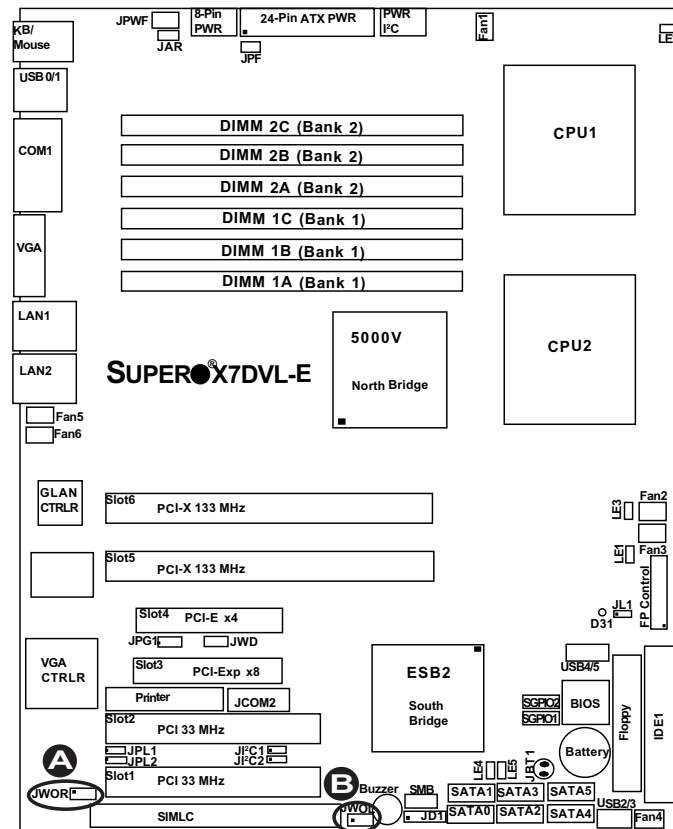 KB/
Mouse
JPWF
JAR
8-Pin
PWR
24-Pin ATX PWR
JPF
PWR
I²C
Fan1
LE
USB 0/1
COM1
VGA
LAN1
LAN2
Fan5
Fan6
DIMM 2C (Bank 2)
DIMM 2B (Bank 2)
DIMM 2A (Bank 2)
DIMM 1C (Bank 1)
DIMM 1B (Bank 1)
DIMM 1A (Bank 1)
CPU1
CPU2
5000V
North Bridge
SUPER®X7DVL-E
GLAN
CTRLR
Slot6
PCI-X 133 MHz
Slot5
PCI-X 133 MHz
Slot4
PCI-E x4
JPG1
JWD
Slot3
PCI-Exp x8
VGA
CTRLR
Printer
JCOM2
Slot2
PCI 33 MHz
JPL1
JPL2
JI²C1
JI²C2
Slot1
PCI 33 MHz
A
JWOR
SIMLC
B
JWOL
Buzzer
ESB2
South
Bridge
Fan2
LE3
Fan3
LE1
FP Control
JL1
D31
USB4/5
SGPIO2
SGPIO1
BIOS
Floppy
IDE1
Battery
JBT1
LE4
LE5
SMB
JD1
SATA1
SATA3
SATA5
SATA0
SATA2
SATA4
USB2/3
Fan4